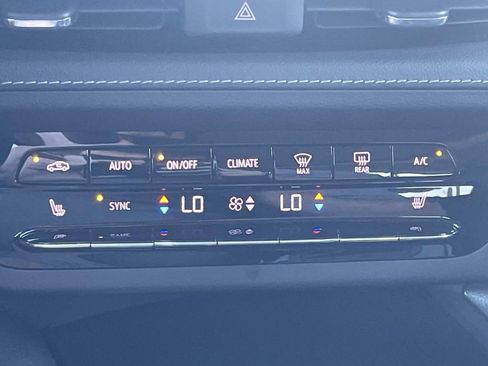 AUTO ON/OFF CLIMATE MAX REAR A/C
SYNC LO LO